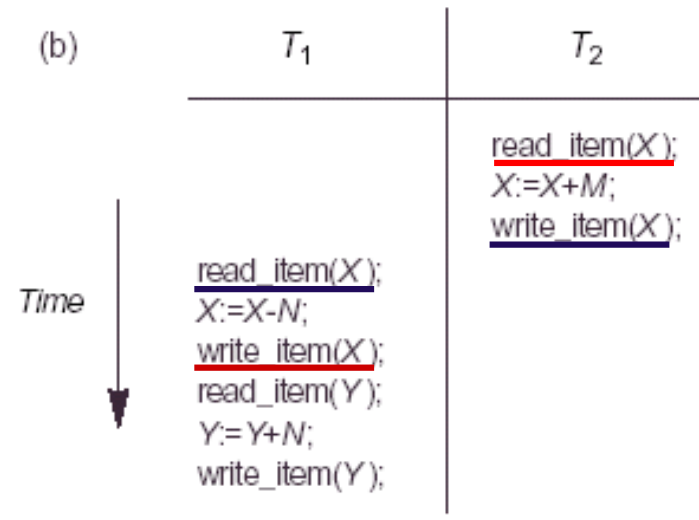 (b) T1 T2
read_item(X);
X:=X+M;
write_item(X);
read_item(X);
Time X:=X-N;
write_item(X);
read_item(Y);
Y:=Y+N;
write_item(Y);